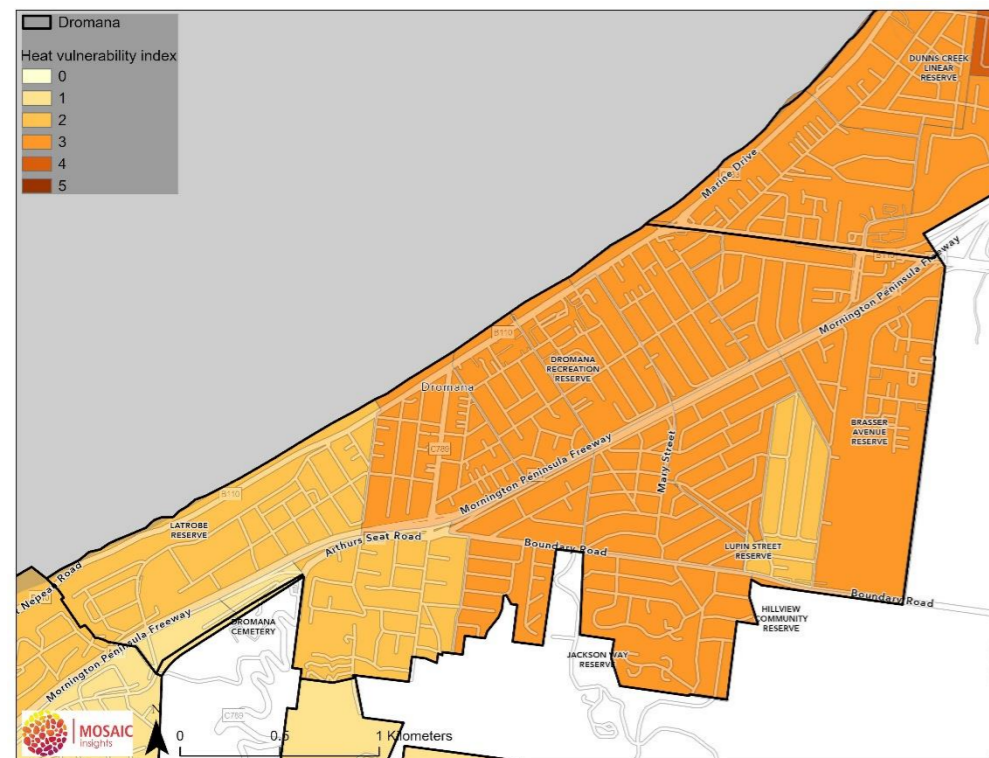 Dromana
Heat vulnerability index
0
1
2
3
4
5
DUNNS CREEK
LINEAR
RESERVE
Marine Drive
Mornington Peninsula Freeway
B110
DROMANA
RECREATION
RESERVE
Dromana
C789
BRASSER
AVENUE
RESERVE
Mornington Peninsula Freeway
Mary Street
B110
LATROBE
RESERVE
Arthurs Seat Road
Boundary Road
LUPIN STREET
RESERVE
Nepean Road
Boundary Road
Mornington Peninsula Freeway
DROMANA
CEMETERY
HILLVIEW
COMMUNITY
RESERVE
JACKSON WAY
RESERVE
C789
MOSAIC
insights
0
0.5
1 Kilometers